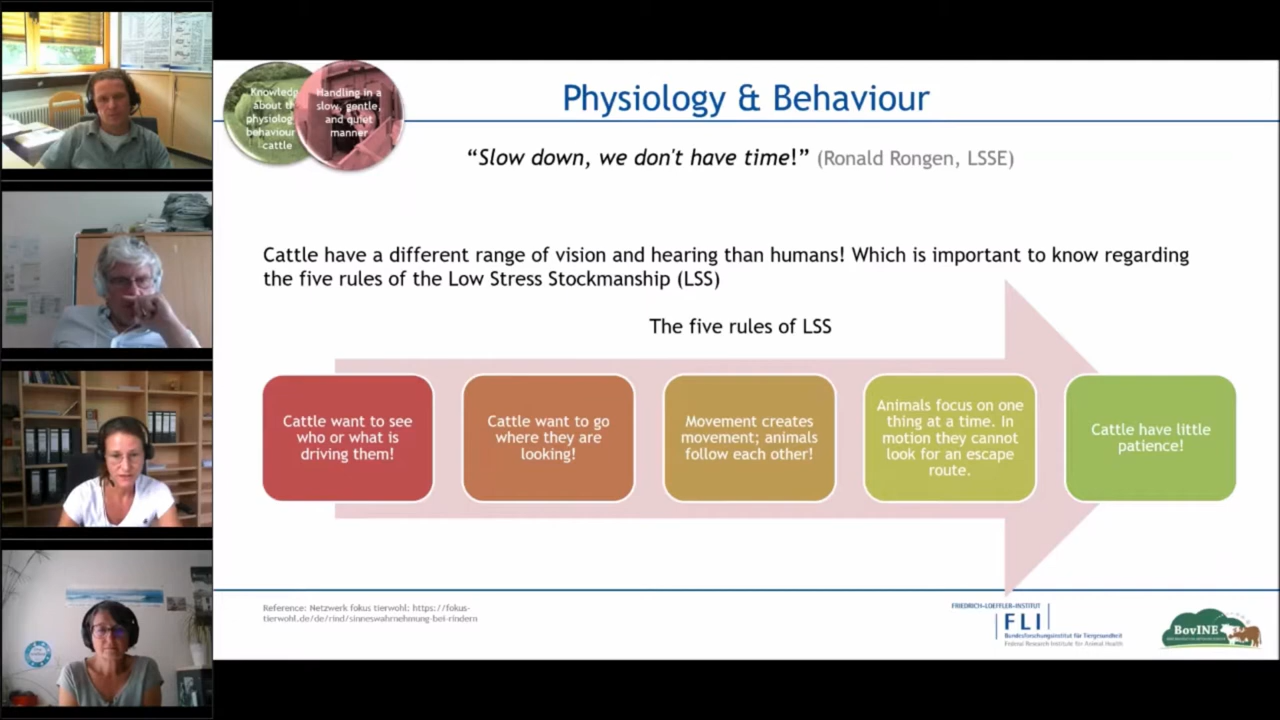 Physiology & Behaviour
Knowledg
about th
physiolog
behaviour
cattle
Handling in a
slow, gentle,
and quiet
manner
“Slow down, we don't have time!” (Ronald Rongen, LSSE)
Cattle have a different range of vision and hearing than humans! Which is important to know regarding
the five rules of the Low Stress Stockmanship (LSS)
The five rules of LSS
Cattle want to see
who or what is
driving them!
Cattle want to go
where they are
looking!
Movement creates
movement; animals
follow each other!
Animals focus on one
thing at a time. In
motion they cannot
look for an escape
route.
Cattle have little
patience!
Reference: Netzwerk fokus tierwohl; https://fokus-
tierwohl.de/de/rind/sinneswahrnehmung-bei-rindern
FRIEDRICH-LOEFFLER-INSTITUT
FLI
Bundesforschungsinstitut für Tiergesundheit
Federal Research Institute for Animal Health
BovINE